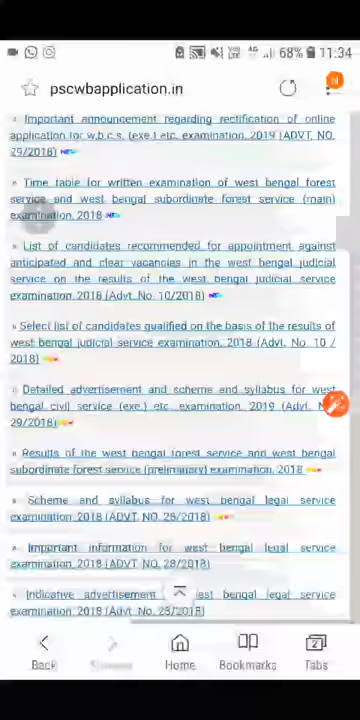 68% 11:34
pscwbapplication.in
Important announcement regarding rectification of online
application for w.b.c.s. (exe.) etc. examination, 2019 (ADVT. NO.
29/2018)
Time table for written examination of west bengal forest
service and west bengal subordinate forest service (main)
examination, 2018
List of candidates recommended for appointment against
anticipated and clear vacancies in the west bengal judicial
service on the results of the west bengal judicial service
examination, 2018 (Advt. No. 10/2018)
Select list of candidates qualified on the basis of the results of
west bengal judicial service examination, 2018 (Advt. No. 10 /
2018)
Detailed advertisement and scheme and syllabus for west
bengal civil service (exe.) etc. examination, 2019 (Advt.
29/2018)
Results of the west bengal forest service and west bengal
subordinate forest service (preliminary) examination, 2018
Scheme and syllabus for west bengal legal service
examination, 2018 (ADVT. NO. 28/2018)
Important information for west bengal legal service
examination, 2018 (ADVT. NO. 28/2018)
Indicative advertisement bengal legal service
examination, 2018 (Advt. No. 28/2018)
Back Home Bookmarks Tabs